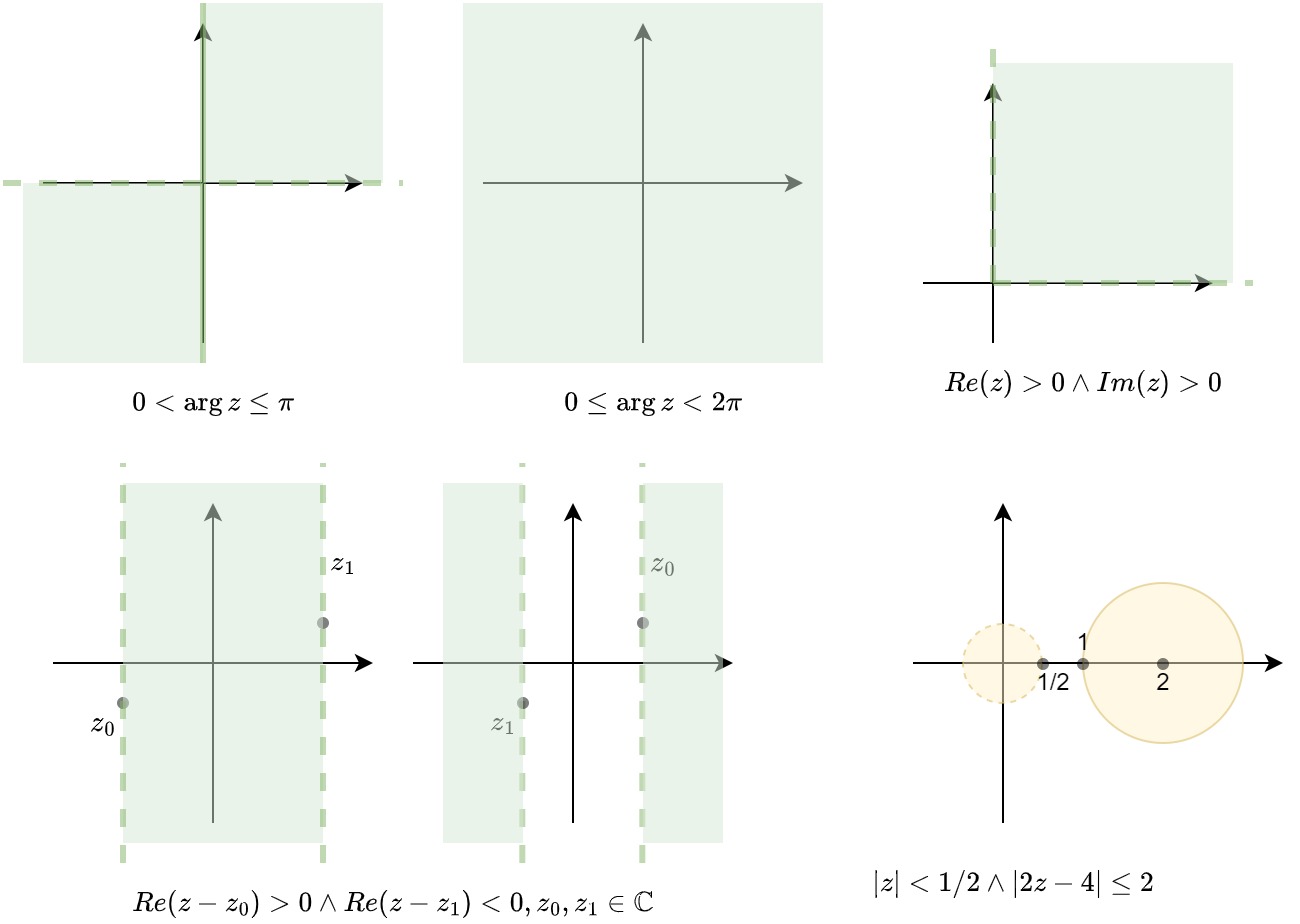 0 < arg z ≤ π
0 ≤ arg z < 2π
Re(z) > 0 ∧ Im(z) > 0
z₁
z₀
z₀
z₁
Re(z − z₀) > 0 ∧ Re(z − z₁) < 0, z₀, z₁ ∈ ℂ
1
1/2
2
|z| < 1/2 ∧ |2z − 4| ≤ 2